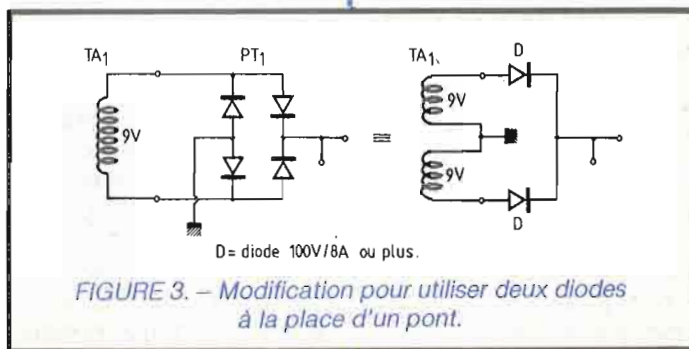 TA1
PT1
9V
≡
TA1
9V
9V
D
D
D= diode 100V/8A ou plus.
FIGURE 3. – Modification pour utiliser deux diodes
à la place d'un pont.